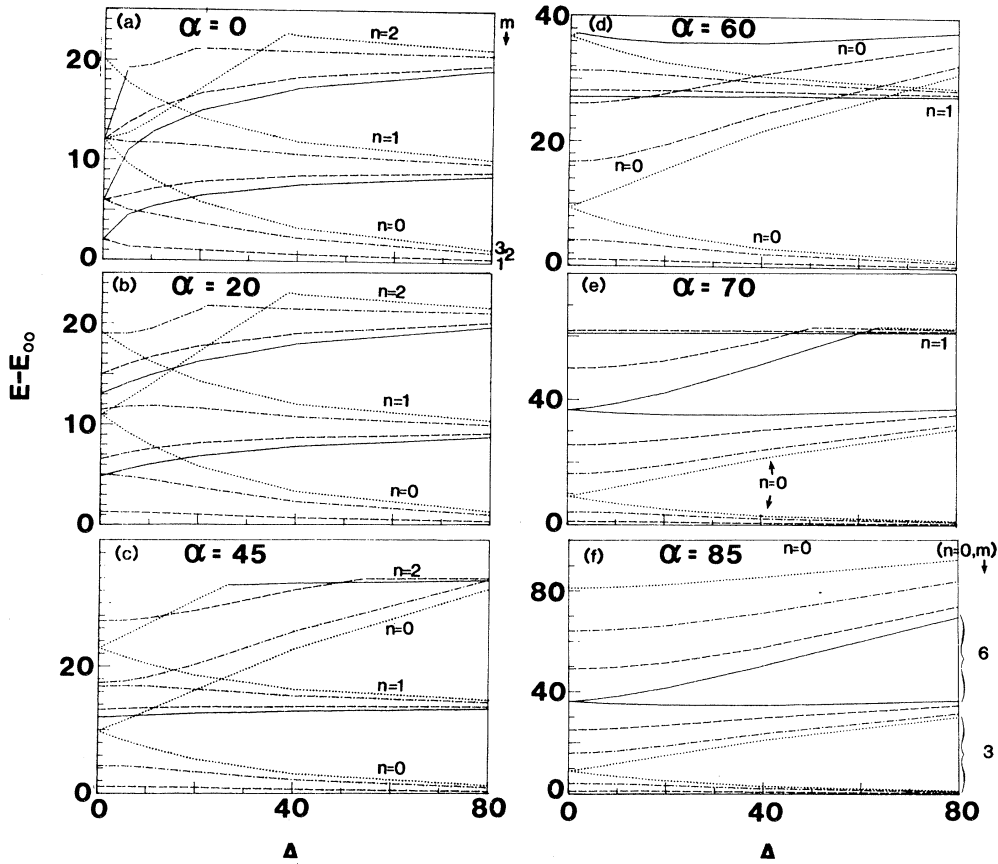 (a)
α = 0
m
n=2
20
n=1
10
n=0
3
2
1
0
(b)
α = 20
n=2
20
n=1
10
n=0
0
E-E₀₀
(c)
α = 45
n=2
n=0
20
n=1
n=0
0
0
40
80
Δ
40
(d)
α = 60
n=0
n=1
20
n=0
n=0
0
(e)
α = 70
n=1
40
n=0
0
(f)
α = 85
n=0
(n=0,m)
80
6
40
3
0
0
40
80
Δ